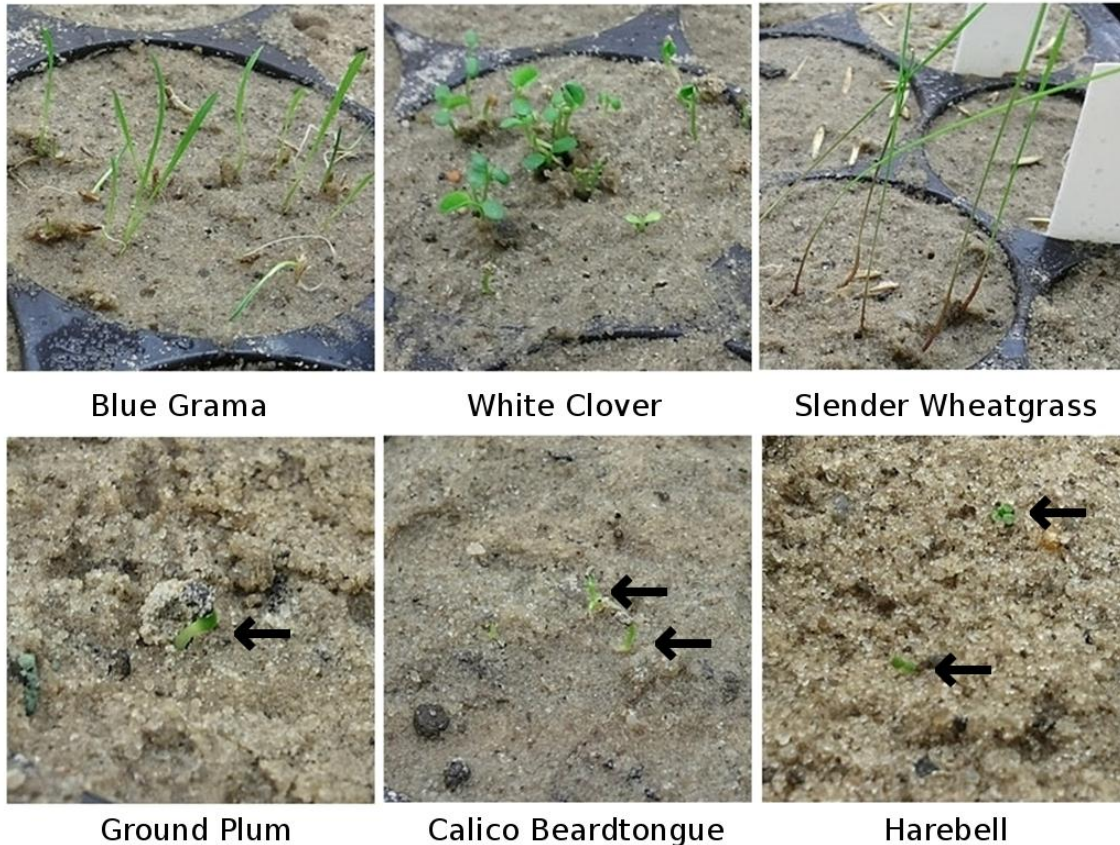 Blue Grama
White Clover
Slender Wheatgrass
Ground Plum
Calico Beardtongue
Harebell